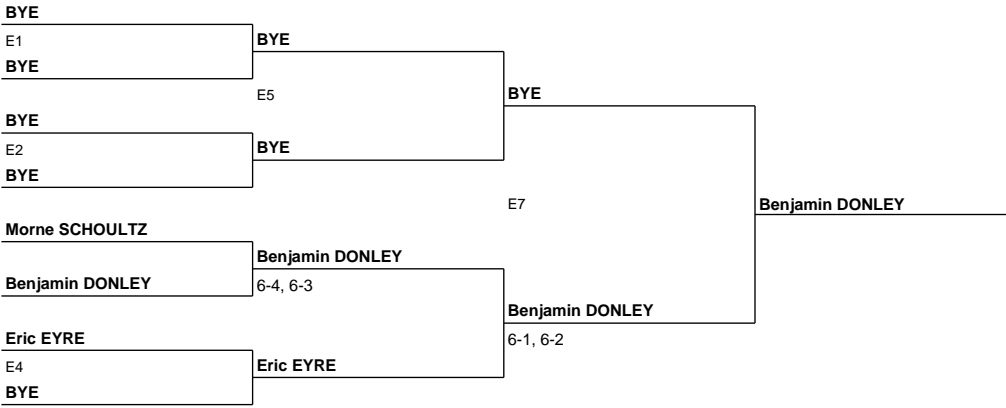 BYE
E1
BYE
BYE
E5
BYE
BYE
E2
BYE
BYE
E7
Benjamin DONLEY
Morne SCHOULTZ
Benjamin DONLEY
Benjamin DONLEY
6-4, 6-3
Benjamin DONLEY
6-1, 6-2
Eric EYRE
E4
Eric EYRE
BYE